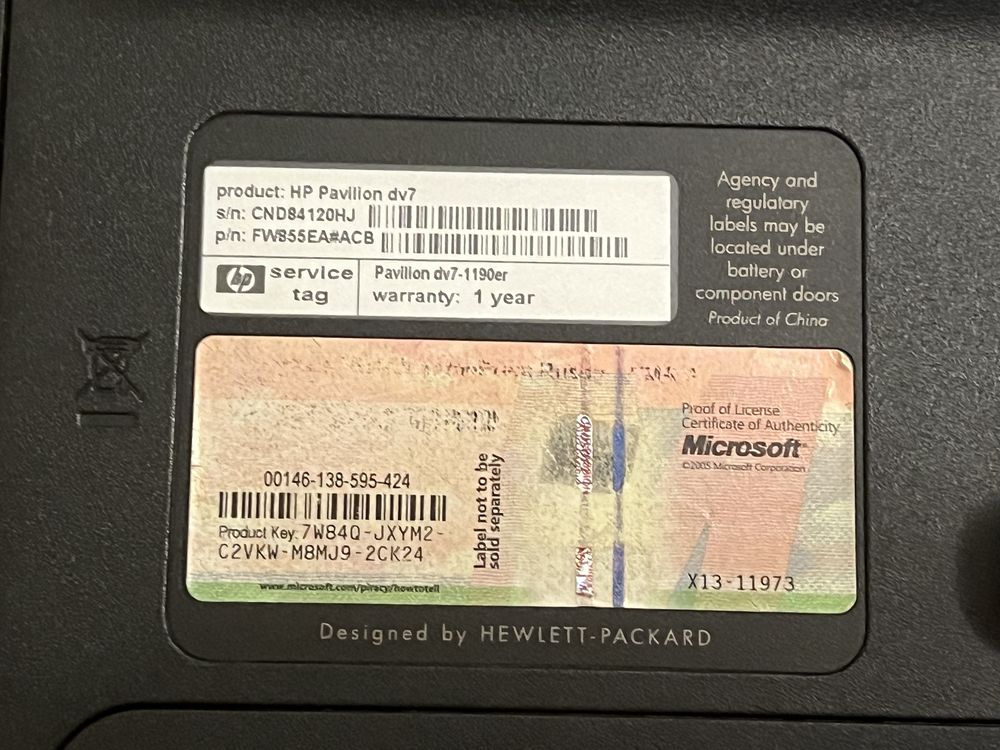 product: HP Pavilion dv7
s/n: CND84120HJ
p/n: FW855EA#ACB
hp service tag
Pavilion dv7-1190er
warranty: 1 year
Agency and
regulatory
labels may be
located under
battery or
component doors
Product of China
00146-138-595-424
Product Key: 7W84Q-JXYM2-
C2VKW-M8MJ9-2CK24
www.microsoft.com/piracy/howtotell
Label not to be
sold separately
Proof of License
Certificate of Authenticity
Microsoft
©2005 Microsoft Corporation
X13-11973
Designed by HEWLETT-PACKARD